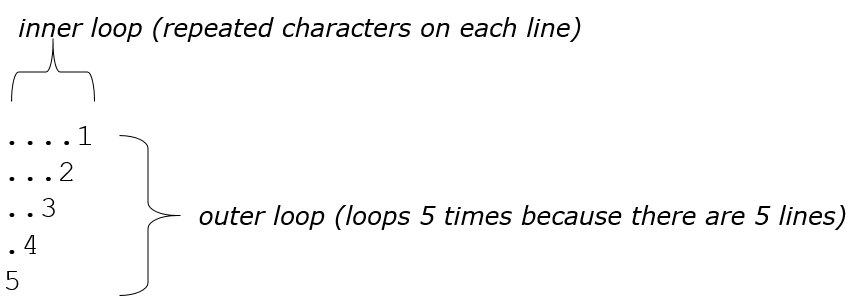 inner loop (repeated characters on each line)
....1
...2
..3
.4
5
outer loop (loops 5 times because there are 5 lines)